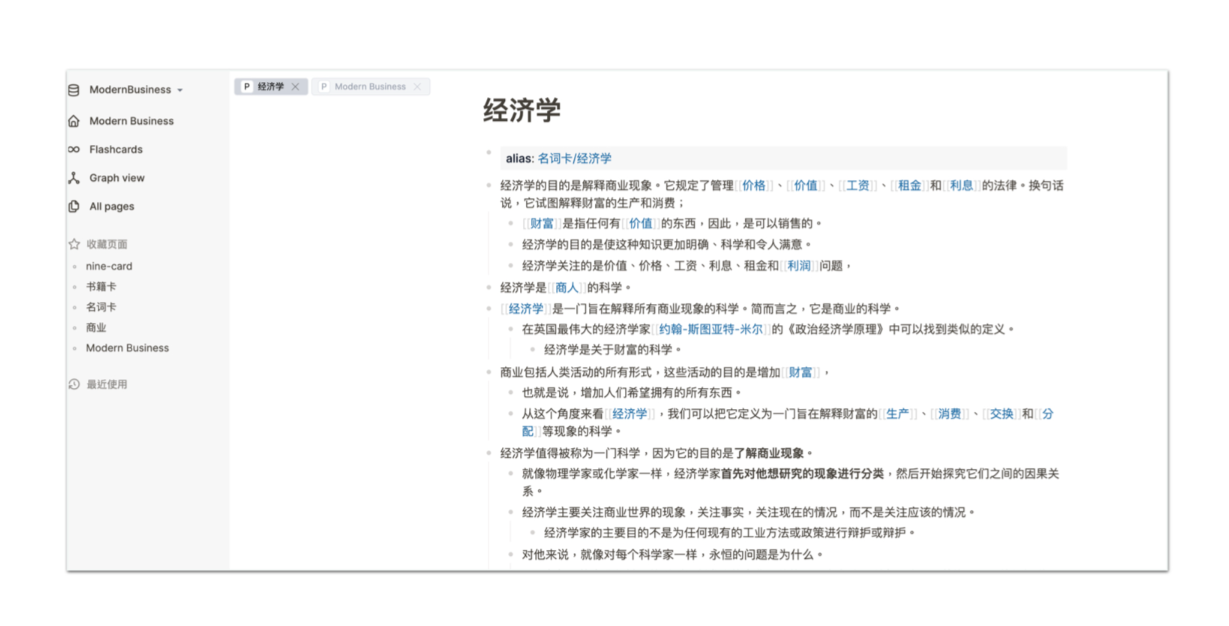 ModernBusiness
Modern Business
Flashcards
Graph view
All pages
收藏页面
nine-card
书籍卡
名词卡
商业
Modern Business
最近使用
P 经济学 P Modern Business
经济学
alias: 名词卡/经济学
经济学的目的是解释商业现象。它规定了管理[[价格]]、[[价值]]、[[工资]]、[[租金]]和[[利息]]的法律。换句话
说，它试图解释财富的生产和消费；
[[财富]]是指任何有[[价值]]的东西，因此，是可以销售的。
经济学的目的是使这种知识更加明确、科学和令人满意。
经济学关注的是价值、价格、工资、利息、租金和[[利润]]问题，
经济学是[[商人]]的科学。
[[经济学]]是一门旨在解释所有商业现象的科学。简而言之，它是商业的科学。
在英国最伟大的经济学家[[约翰-斯图亚特-米尔]]的《政治经济学原理》中可以找到类似的定义。
经济学是关于财富的科学。
商业包括人类活动的所有形式，这些活动的目的是增加[[财富]]，
也就是说，增加人们希望拥有的所有东西。
从这个角度来看[[经济学]]，我们可以把它定义为一门旨在解释财富的[[生产]]、[[消费]]、[[交换]]和[[分
配]]等现象的科学。
经济学值得被称为一门科学，因为它的目的是了解商业现象。
就像物理学家或化学家一样，经济学家首先对他想研究的现象进行分类，然后开始探究它们之间的因果关
系。
经济学主要关注商业世界的现象，关注事实，关注现在的情况，而不是关注应该的情况。
经济学家的主要目的不是为任何现有的工业方法或政策进行辩护或辩护。
对他来说，就像对每个科学家一样，永恒的问题是为什么。